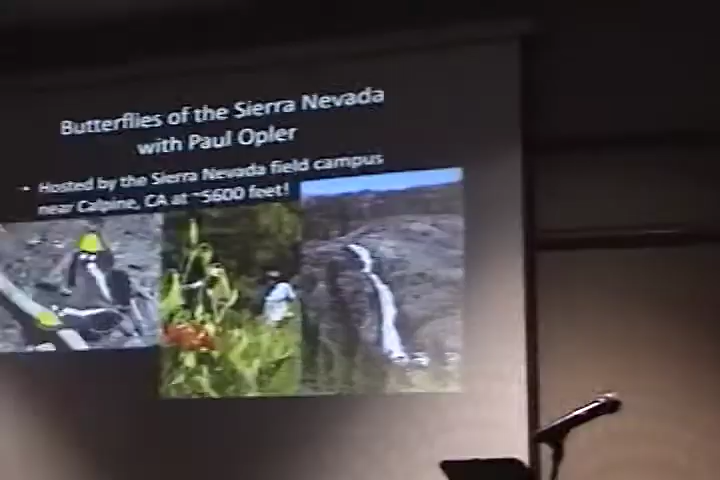 Butterflies of the Sierra Nevada
with Paul Opler
• Hosted by the Sierra Nevada field campus
near Calpine, CA at ~5600 feet!